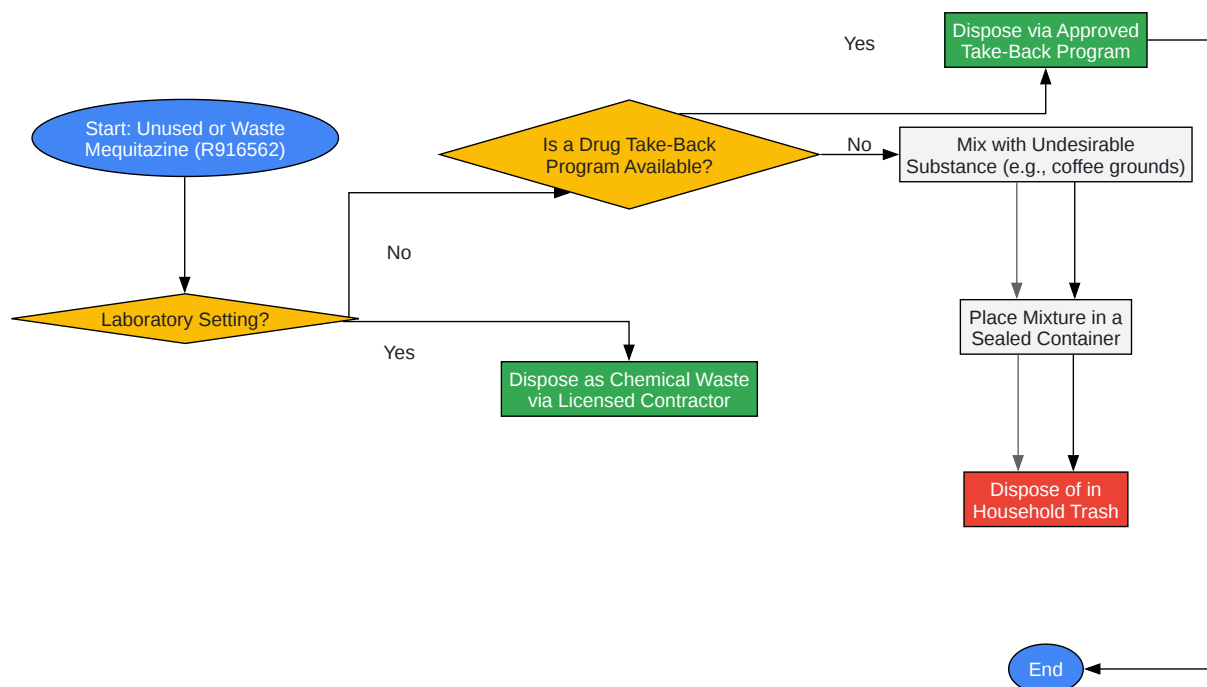 Yes
Dispose via Approved
Take-Back Program
Start: Unused or Waste
Mequitazine (R916562)
Is a Drug Take-Back
Program Available?
No
Mix with Undesirable
Substance (e.g., coffee grounds)
No
Laboratory Setting?
Yes
Place Mixture in a
Sealed Container
Dispose as Chemical Waste
via Licensed Contractor
Dispose of in
Household Trash
End